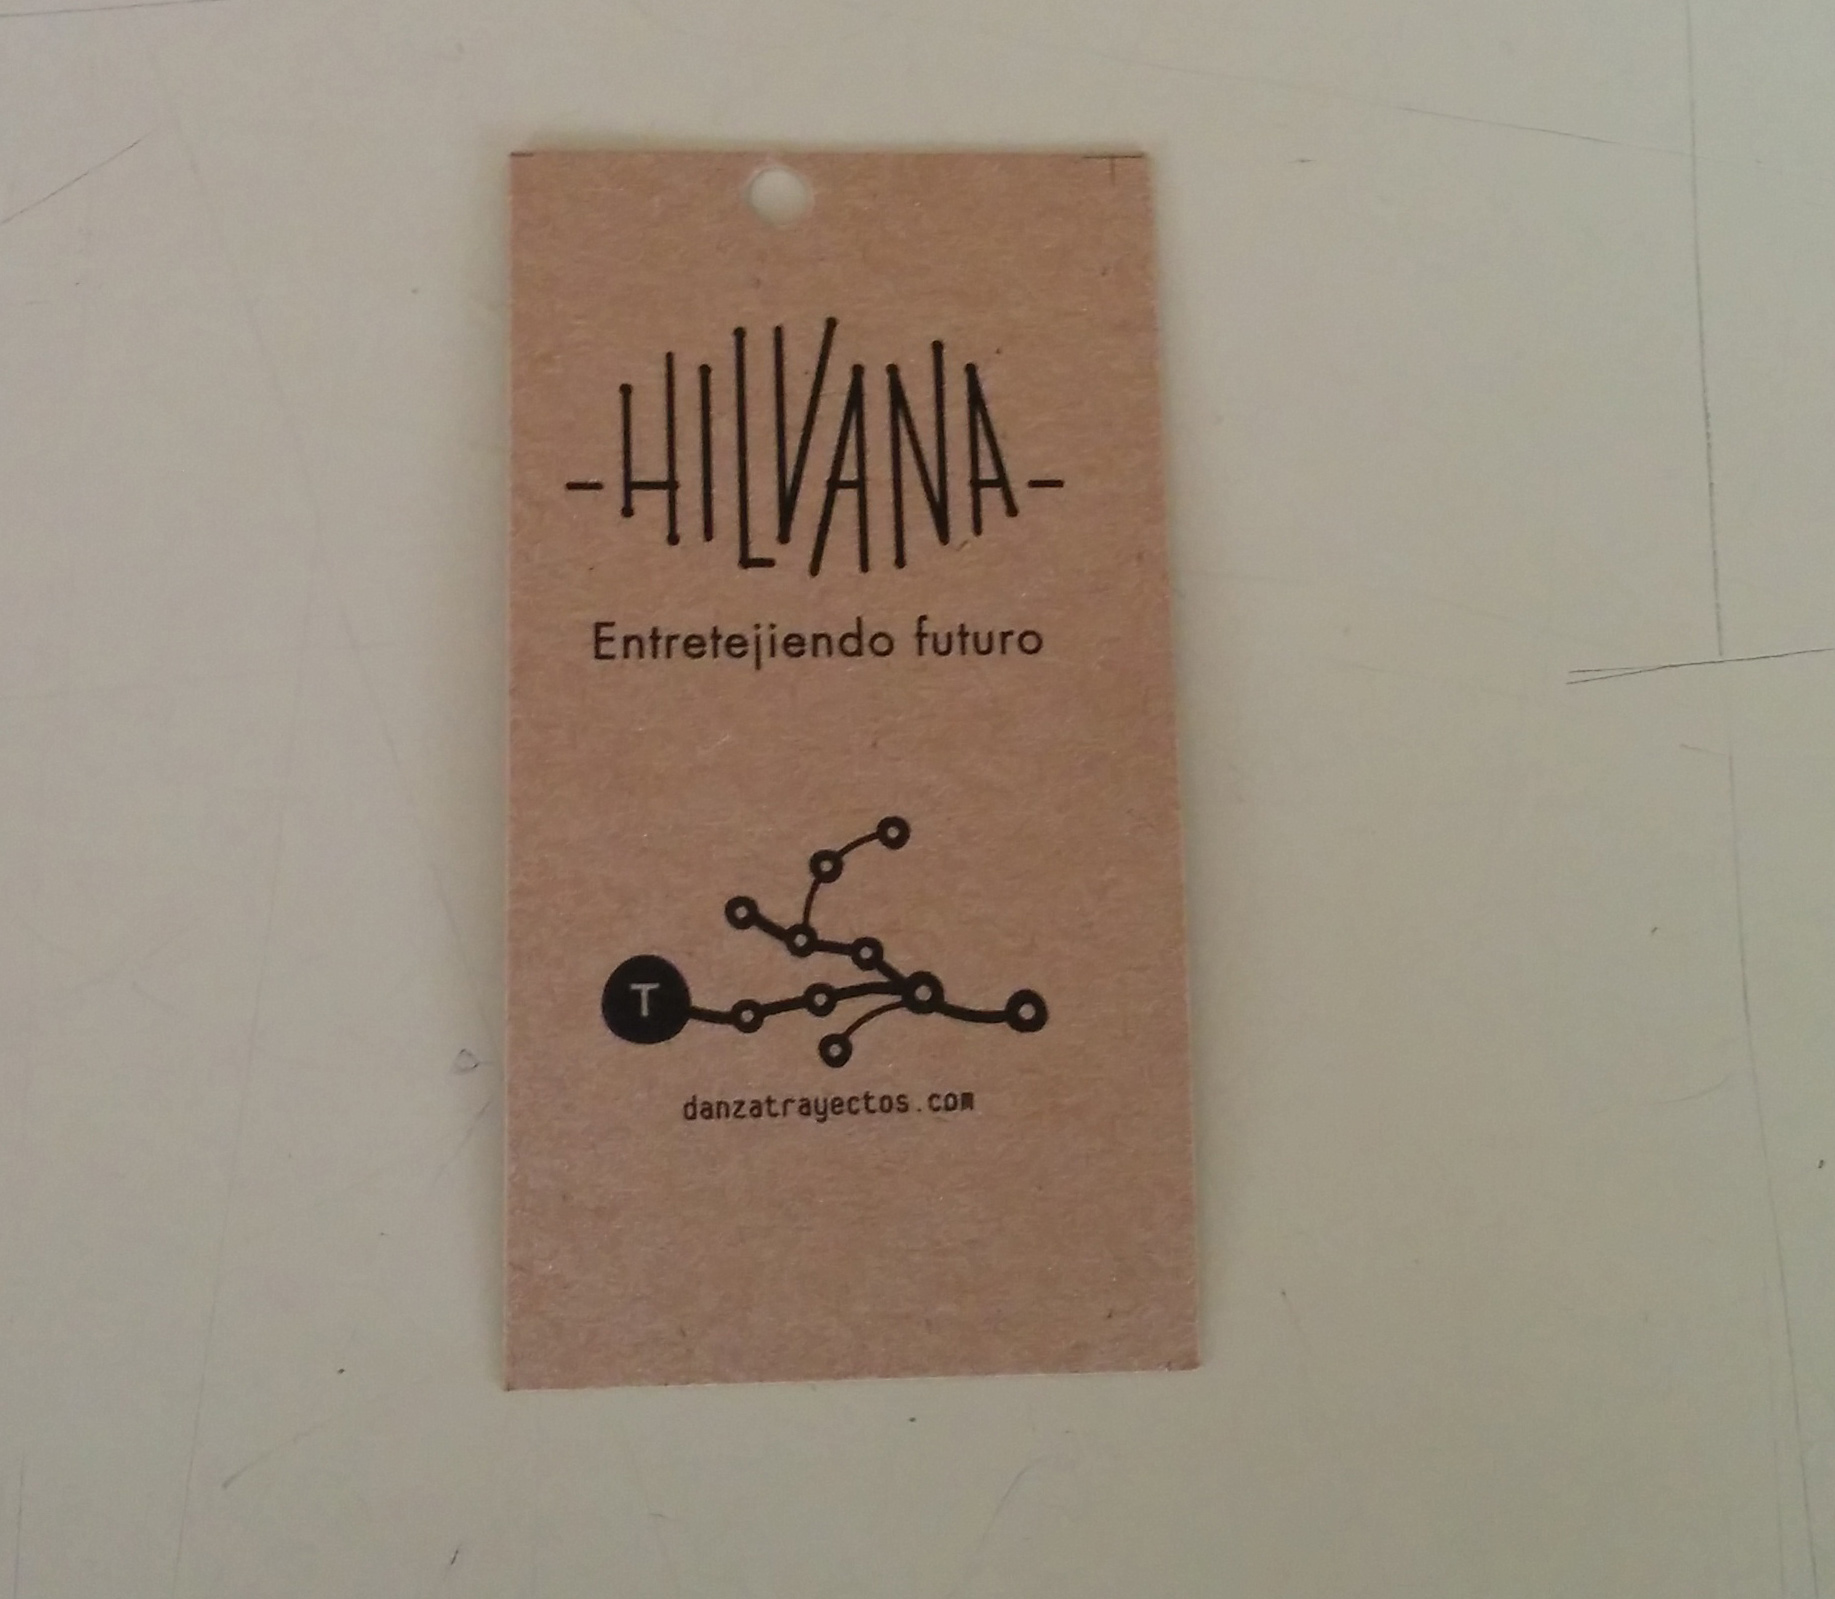 -HILVANA-
Entretejiendo futuro
T
danzatrayectos.com